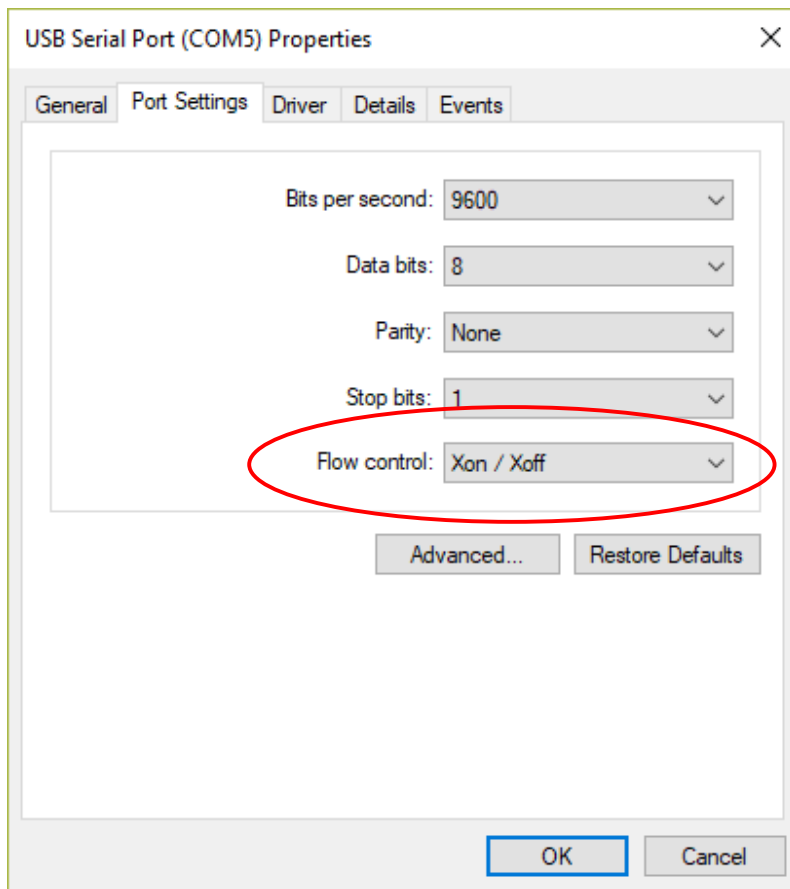 USB Serial Port (COM5) Properties
General Port Settings Driver Details Events
Bits per second: 9600
Data bits: 8
Parity: None
Stop bits: 1
Flow control: Xon / Xoff
Advanced... Restore Defaults
OK Cancel